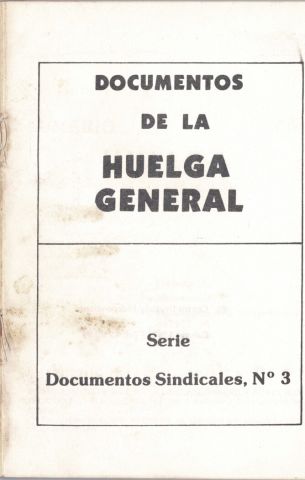 DOCUMENTOS
DE LA
HUELGA
GENERAL
Serie
Documentos Sindicales, Nº 3